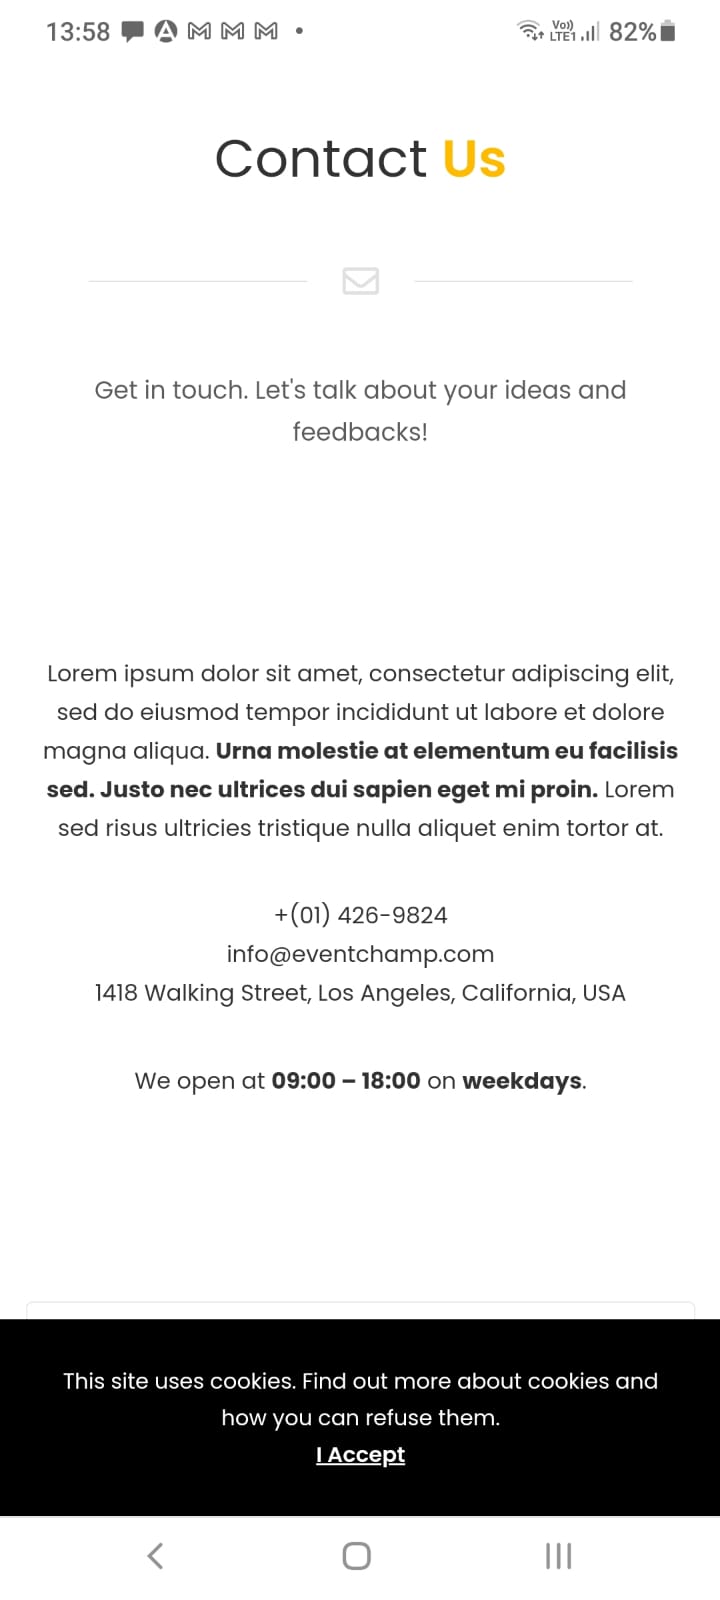 13:58
Vo))
LTE1
82%
Contact Us
Get in touch. Let's talk about your ideas and
feedbacks!
Lorem ipsum dolor sit amet, consectetur adipiscing elit,
sed do eiusmod tempor incididunt ut labore et dolore
magna aliqua. Urna molestie at elementum eu facilisis
sed. Justo nec ultrices dui sapien eget mi proin. Lorem
sed risus ultricies tristique nulla aliquet enim tortor at.
+(01) 426-9824
info@eventchamp.com
1418 Walking Street, Los Angeles, California, USA
We open at 09:00 – 18:00 on weekdays.
This site uses cookies. Find out more about cookies and
how you can refuse them.
I Accept